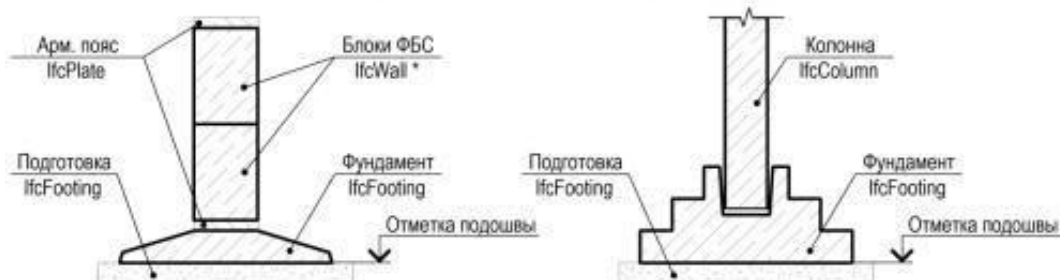 Арм. пояс
IfcPlate
Блоки ФБС
IfcWall *
Подготовка
IfcFooting
Фундамент
IfcFooting
Отметка подошвы
Колонна
IfcColumn
Подготовка
IfcFooting
Фундамент
IfcFooting
Отметка подошвы